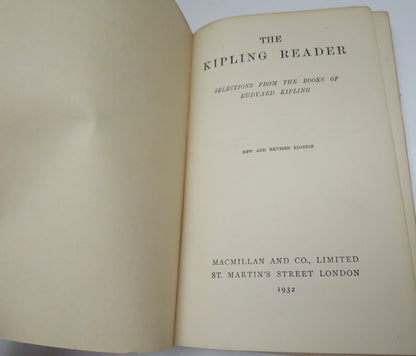 THE
KIPLING READER
SELECTIONS FROM THE BOOKS OF
RUDYARD KIPLING
NEW AND REVISED EDITION
MACMILLAN AND CO., LIMITED
ST. MARTIN'S STREET LONDON
1932